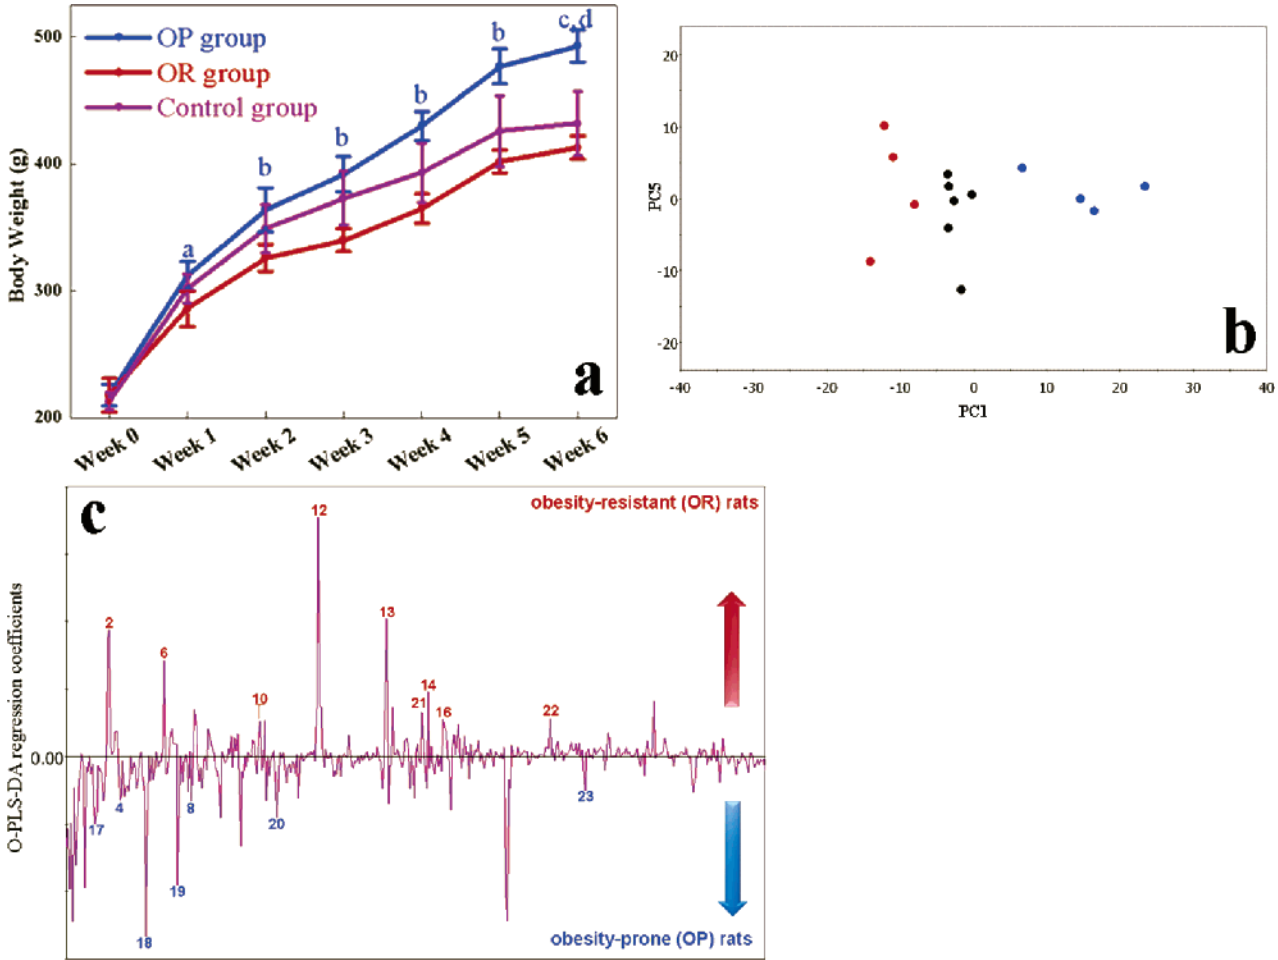 OP group
OR group
Control group
a
b
b
b
b
c,d
500
400
300
200
Body Weight (g)
Week 0
Week 1
Week 2
Week 3
Week 4
Week 5
Week 6
a
20
10
0
-10
-20
PC5
-40
-30
-20
-10
0
10
20
30
40
PC1
b
c
obesity-resistant (OR) rats
O-PLS-DA regression coefficients
0.00
12
2
13
6
14
10
21
16
22
4
8
23
17
20
19
18
obesity-prone (OP) rats